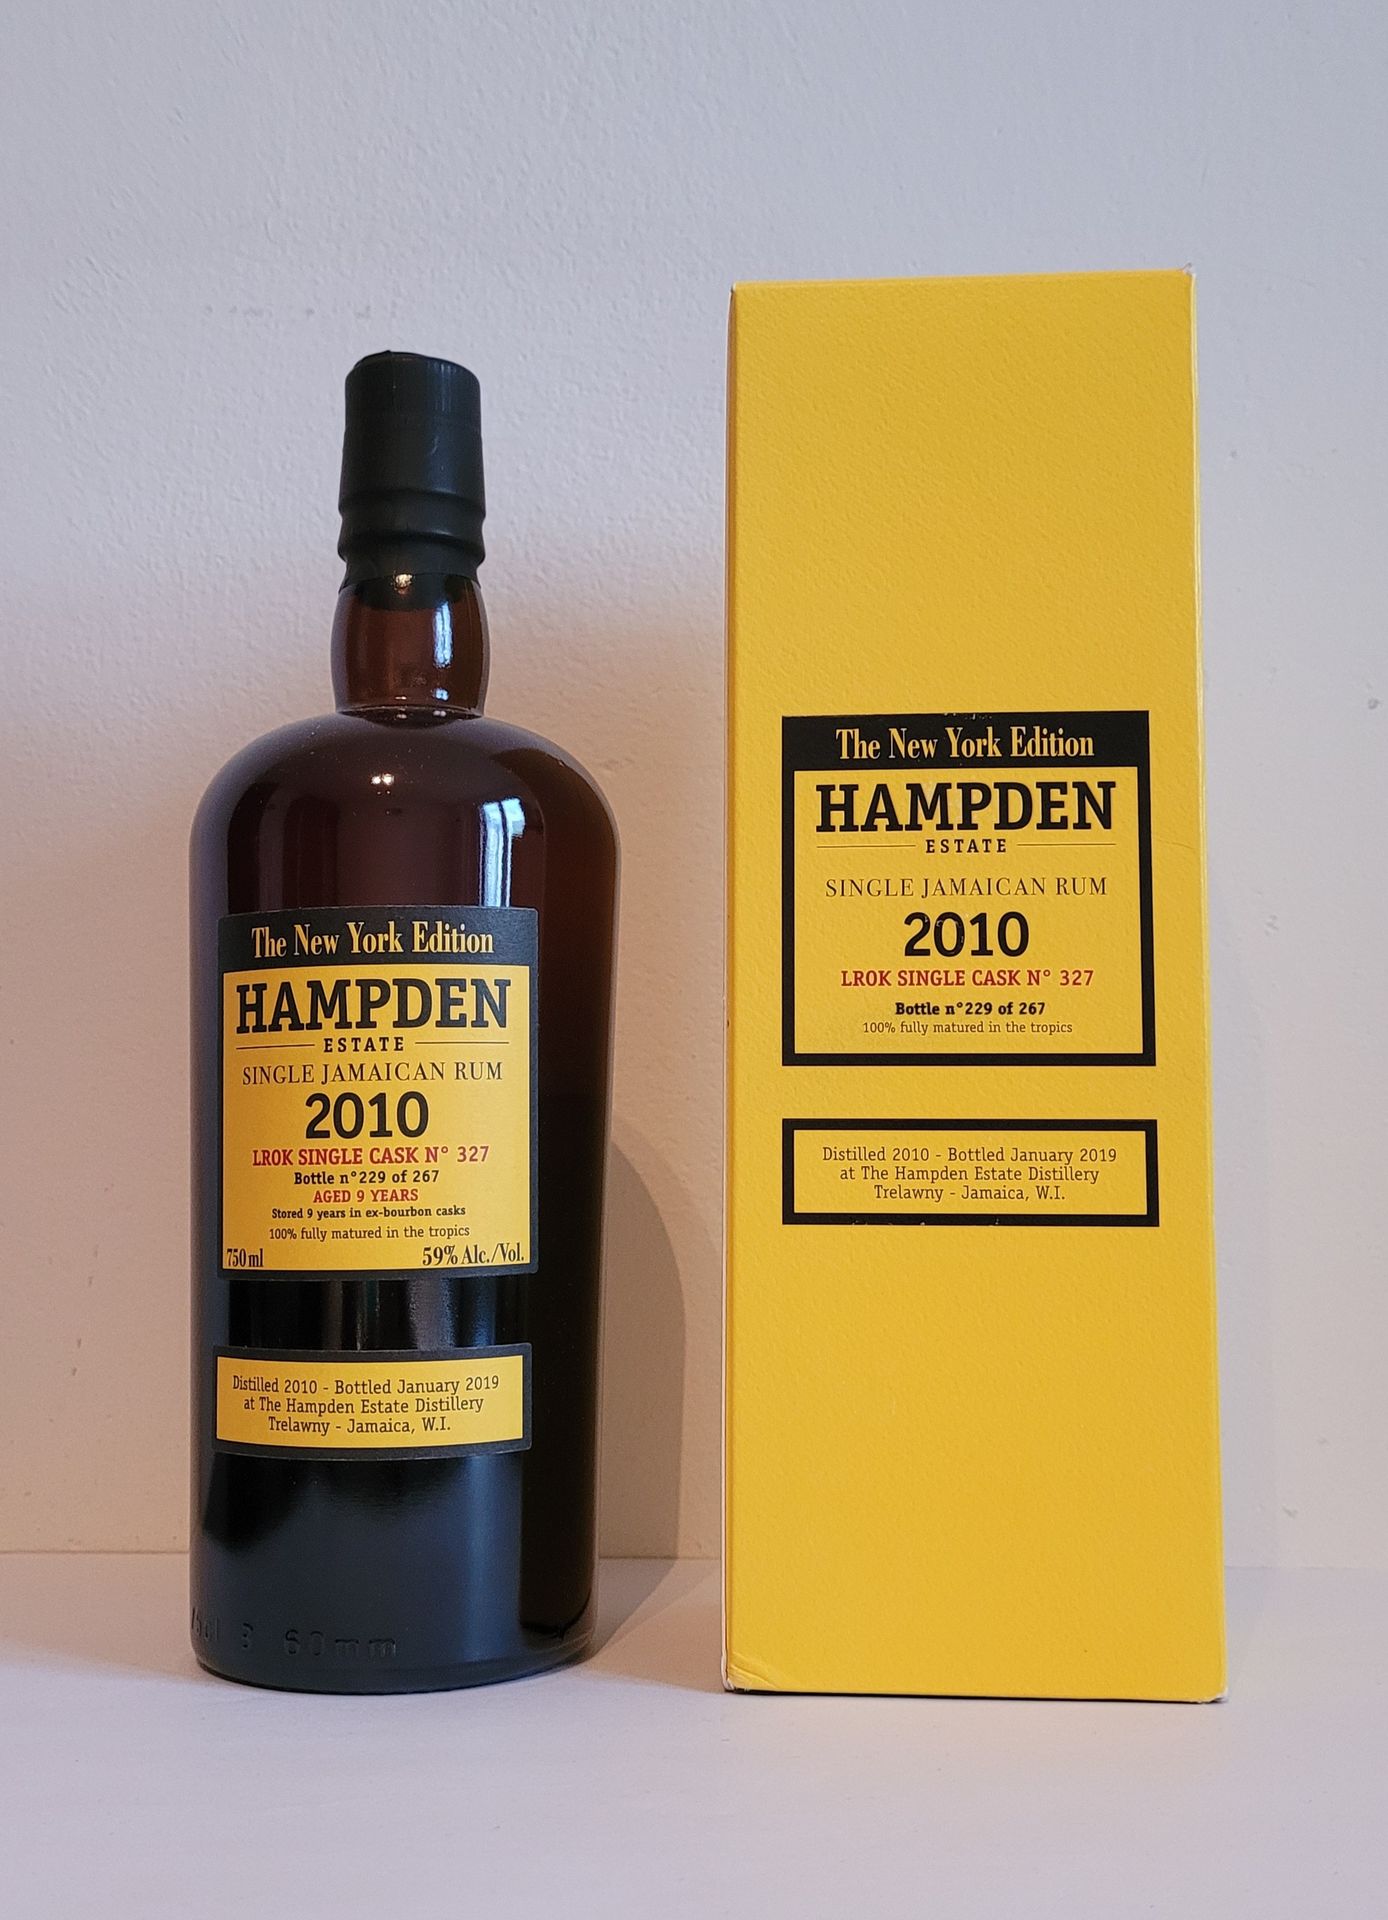 The New York Edition
HAMPDEN
ESTATE
SINGLE JAMAICAN RUM
2010
LROK SINGLE CASK N° 327
Bottle n°229 of 267
AGED 9 YEARS
Stored 9 years in ex-bourbon casks
100% fully matured in the tropics
750 ml 59% Alc./Vol.
Distilled 2010 - Bottled January 2019
at The Hampden Estate Distillery
Trelawny - Jamaica, W.I.
3 60mm
The New York Edition
HAMPDEN
ESTATE
SINGLE JAMAICAN RUM
2010
LROK SINGLE CASK N° 327
Bottle n°229 of 267
100% fully matured in the tropics
Distilled 2010 - Bottled January 2019
at The Hampden Estate Distillery
Trelawny - Jamaica, W.I.